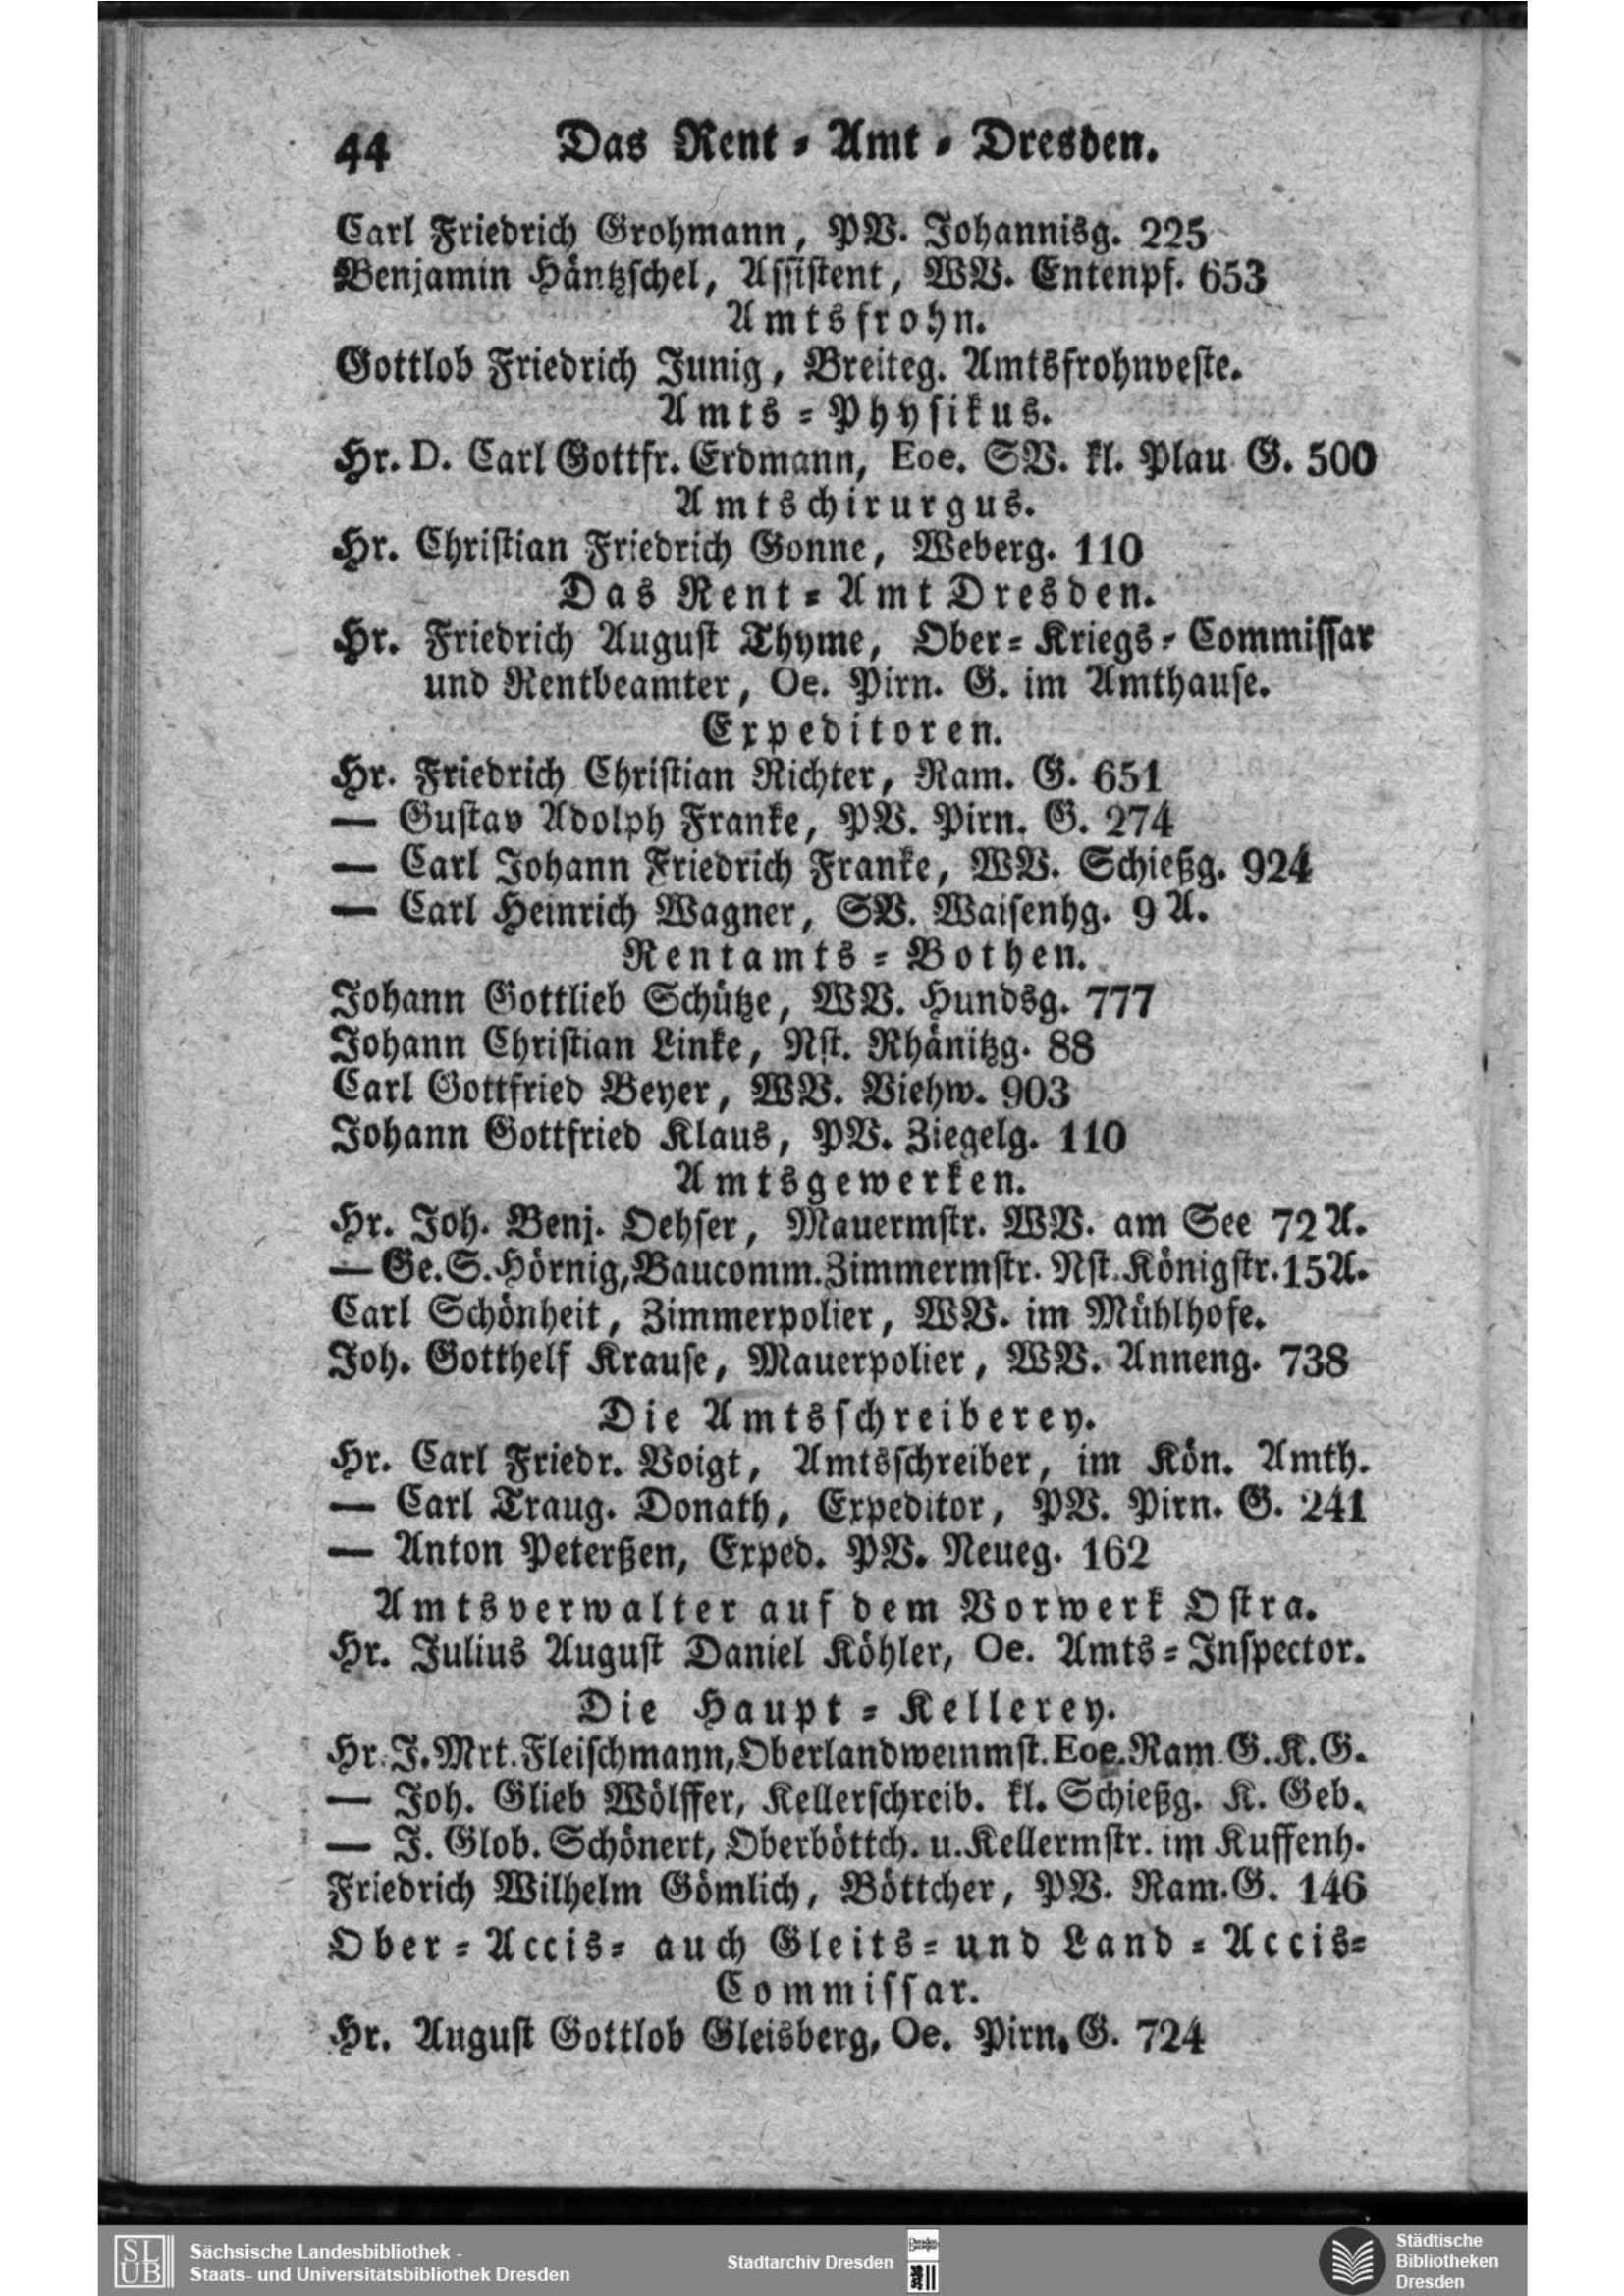 44 Das Rent-Amt-Dresden.
Carl Friedrich Grohmann, PV. Johannisg. 225
Benjamin Häntzschel, Assistent, WV. Entenpf. 653
Amtsfrohn.
Gottlob Friedrich Junig, Breiteg. Amtsfrohnveste.
Amts-Physikus.
Hr. D. Carl Gottfr. Erdmann, Eoe. SV. kl. Plau G. 500
Amtschirurgus.
Hr. Christian Friedrich Gonne, Weberg. 110
Das Rent-Amt Dresden.
Hr. Friedrich August Thyme, Ober-Kriegs-Commissar
und Rentbeamter, Oe. Pirn. G. im Amthause.
Expeditoren.
Hr. Friedrich Christian Richter, Ram. G. 651
— Gustav Adolph Franke, PV. Pirn. G. 274
— Carl Johann Friedrich Franke, WV. Schießg. 924
— Carl Heinrich Wagner, SV. Waisenhg. 9 A.
Rentamts-Bothen.
Johann Gottlieb Schütze, WV. Hundsg. 777
Johann Christian Linke, Nst. Rhänitzg. 88
Carl Gottfried Beyer, WV. Viehw. 903
Johann Gottfried Klaus, PV. Ziegelg. 110
Amtsgewerken.
Hr. Joh. Benj. Oehser, Mauermstr. WV. am See 72 A.
— Ge. S. Hörnig, Baucomm. Zimmermstr. Nst. Königstr. 15 A.
Carl Schönheit, Zimmerpolier, WV. im Mühlhofe.
Joh. Gotthelf Krause, Mauerpolier, WV. Anneng. 738
Die Amtsschreiberey.
Hr. Carl Friedr. Voigt, Amtsschreiber, im Kön. Amth.
— Carl Traug. Donath, Expeditor, PV. Pirn. G. 241
— Anton Peterßen, Exped. PV. Neueg. 162
Amtsverwalter auf dem Vorwerk Ostra.
Hr. Julius August Daniel Köhler, Oe. Amts-Inspector.
Die Haupt-Kellerey.
Hr. J. Mrt. Fleischmann, Oberlandweinmst. Eoe. Ram. G. K. G.
— Joh. Glieb Wölffer, Kellerschreib. kl. Schießg. K. Geb.
— J. Glob. Schönert, Oberböttch. u. Kellermstr. im Kuffenh.
Friedrich Wilhelm Gömlich, Böttcher, PV. Ram. G. 146
Ober-Accis- auch Gleits- und Land-Accis-
Commissar.
Hr. August Gottlob Gleisberg, Oe. Pirn. G. 724
SLUB
Sächsische Landesbibliothek -
Staats- und Universitätsbibliothek Dresden
Stadtarchiv Dresden
Städtische
Bibliotheken
Dresden